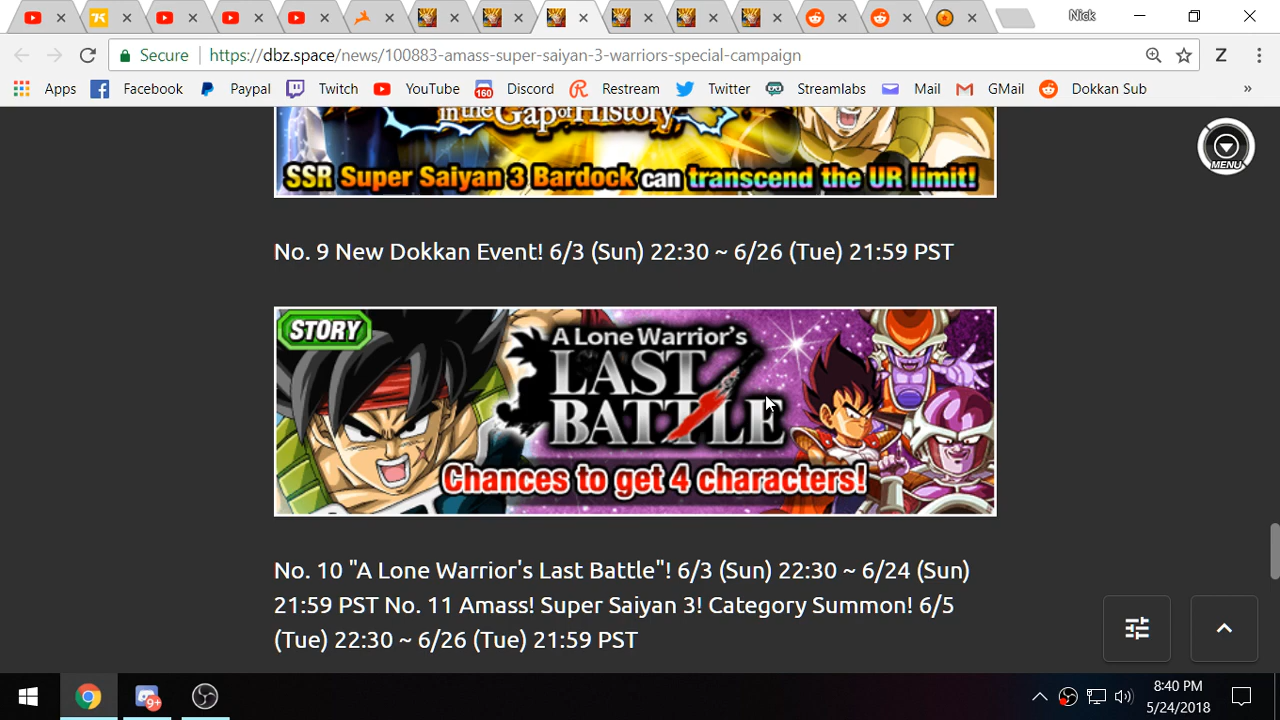 Nick
Secure https://dbz.space/news/100883-amass-super-saiyan-3-warriors-special-campaign
Z
Apps Facebook Paypal Twitch YouTube 160 Discord Restream Twitter Streamlabs Mail GMail Dokkan Sub »
in the Gap of History
SSR Super Saiyan 3 Bardock can transcend the UR limit!
MENU
No. 9 New Dokkan Event! 6/3 (Sun) 22:30 ~ 6/26 (Tue) 21:59 PST
STORY
A Lone Warrior's
LAST
BATTLE
Chances to get 4 characters!
No. 10 "A Lone Warrior's Last Battle"! 6/3 (Sun) 22:30 ~ 6/24 (Sun)
21:59 PST No. 11 Amass! Super Saiyan 3! Category Summon! 6/5
(Tue) 22:30 ~ 6/26 (Tue) 21:59 PST
9+
8:40 PM
5/24/2018